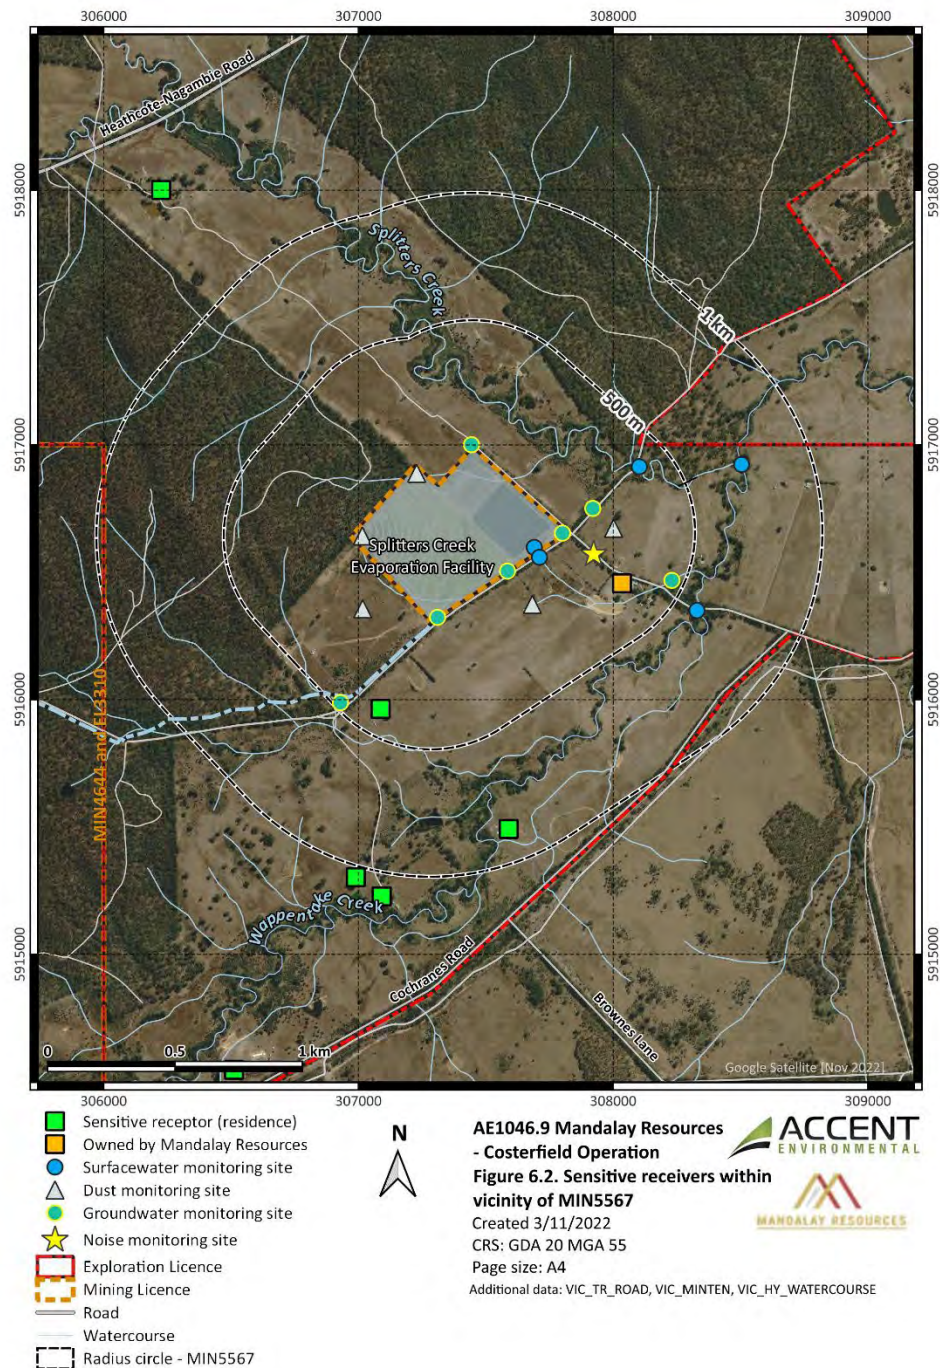 306000
307000
308000
309000
Heathcote-Nagambie Road
5918000
5918000
Splitters Creek
1 km
500 m
5917000
5917000
Splitters Creek
Evaporation Facility
MIN4644 and EL3310
5916000
5916000
Wappentake Creek
5915000
5915000
Cochranes Road
Brownes Lane
0
0.5
1 km
Google Satellite [Nov 2022]
306000
307000
308000
309000
Sensitive receptor (residence)
Owned by Mandalay Resources
Surfacewater monitoring site
Dust monitoring site
Groundwater monitoring site
Noise monitoring site
Exploration Licence
Mining Licence
Road
Watercourse
Radius circle - MIN5567
N
AE1046.9 Mandalay Resources
- Costerfield Operation
Figure 6.2. Sensitive receivers within
vicinity of MIN5567
Created 3/11/2022
CRS: GDA 20 MGA 55
Page size: A4
Additional data: VIC_TR_ROAD, VIC_MINTEN, VIC_HY_WATERCOURSE
ACCENT
ENVIRONMENTAL
MANDALAY RESOURCES